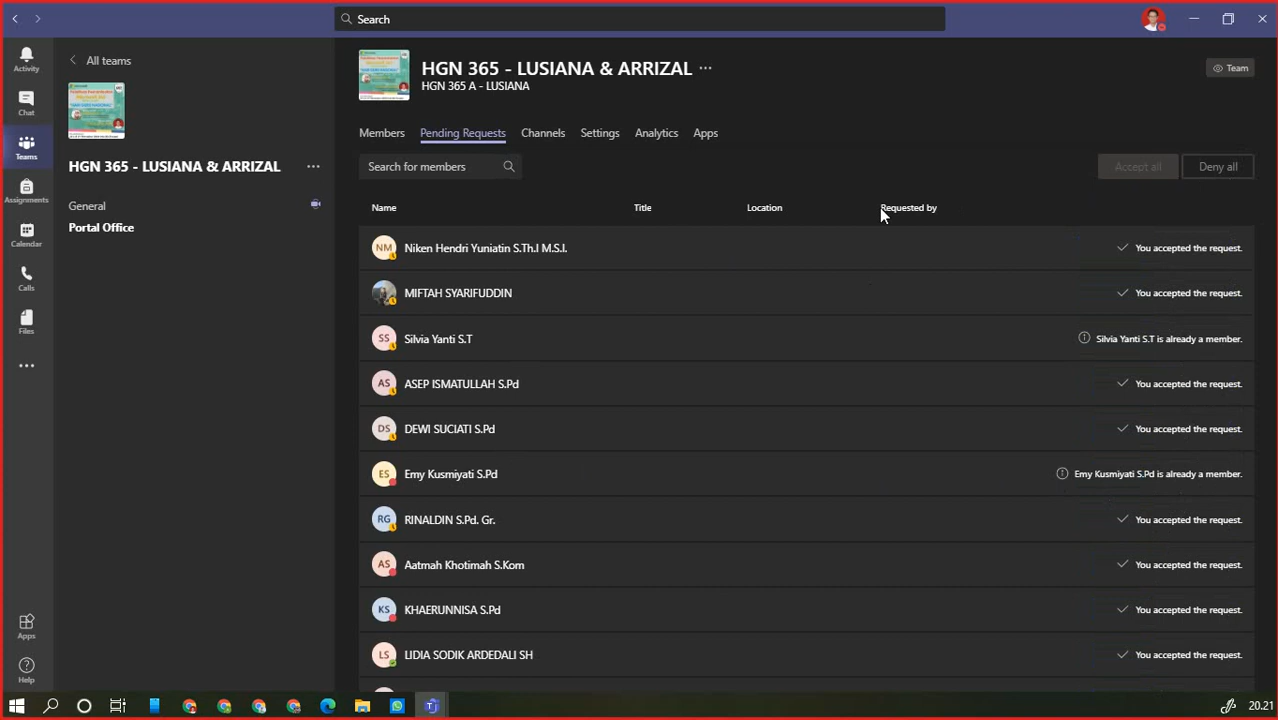 Search
Activity
Chat
Teams
Assignments
Calendar
Calls
Files
Apps
Help
All teams
HGN 365 - LUSIANA & ARRIZAL
General
Portal Office
HGN 365 - LUSIANA & ARRIZAL
HGN 365 A - LUSIANA
Team
Members Pending Requests Channels Settings Analytics Apps
Search for members
Accept all Deny all
Name Title Location Requested by
NM Niken Hendri Yuniatin S.Th.I M.S.I. You accepted the request.
MIFTAH SYARIFUDDIN You accepted the request.
SS Silvia Yanti S.T Silvia Yanti S.T is already a member.
AS ASEP ISMATULLAH S.Pd You accepted the request.
DS DEWI SUCIATI S.Pd You accepted the request.
ES Emy Kusmiyati S.Pd Emy Kusmiyati S.Pd is already a member.
RG RINALDIN S.Pd. Gr. You accepted the request.
AS Aatmah Khotimah S.Kom You accepted the request.
KS KHAERUNNISA S.Pd You accepted the request.
LS LIDIA SODIK ARDEDALI SH You accepted the request.
20.21